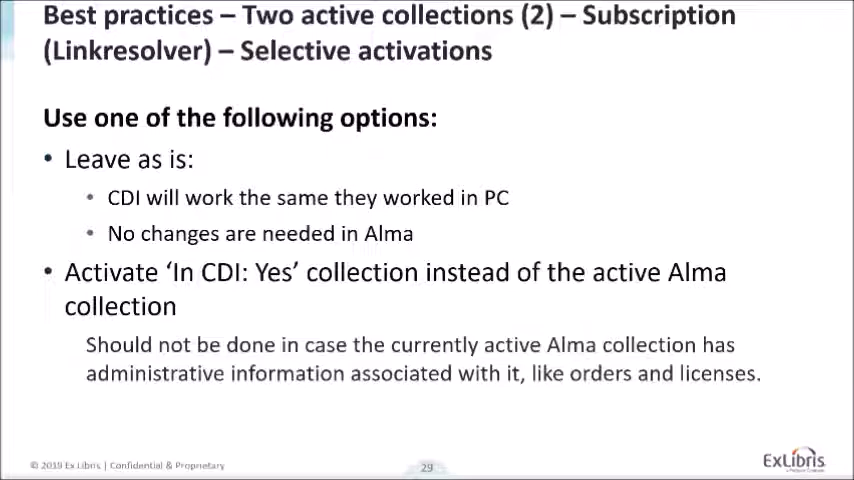 Best practices – Two active collections (2) – Subscription
(Linkresolver) – Selective activations
Use one of the following options:
• Leave as is:
• CDI will work the same they worked in PC
• No changes are needed in Alma
• Activate ‘In CDI: Yes’ collection instead of the active Alma
collection
Should not be done in case the currently active Alma collection has
administrative information associated with it, like orders and licenses.
© 2019 Ex Libris | Confidential & Proprietary
29
ExLibris